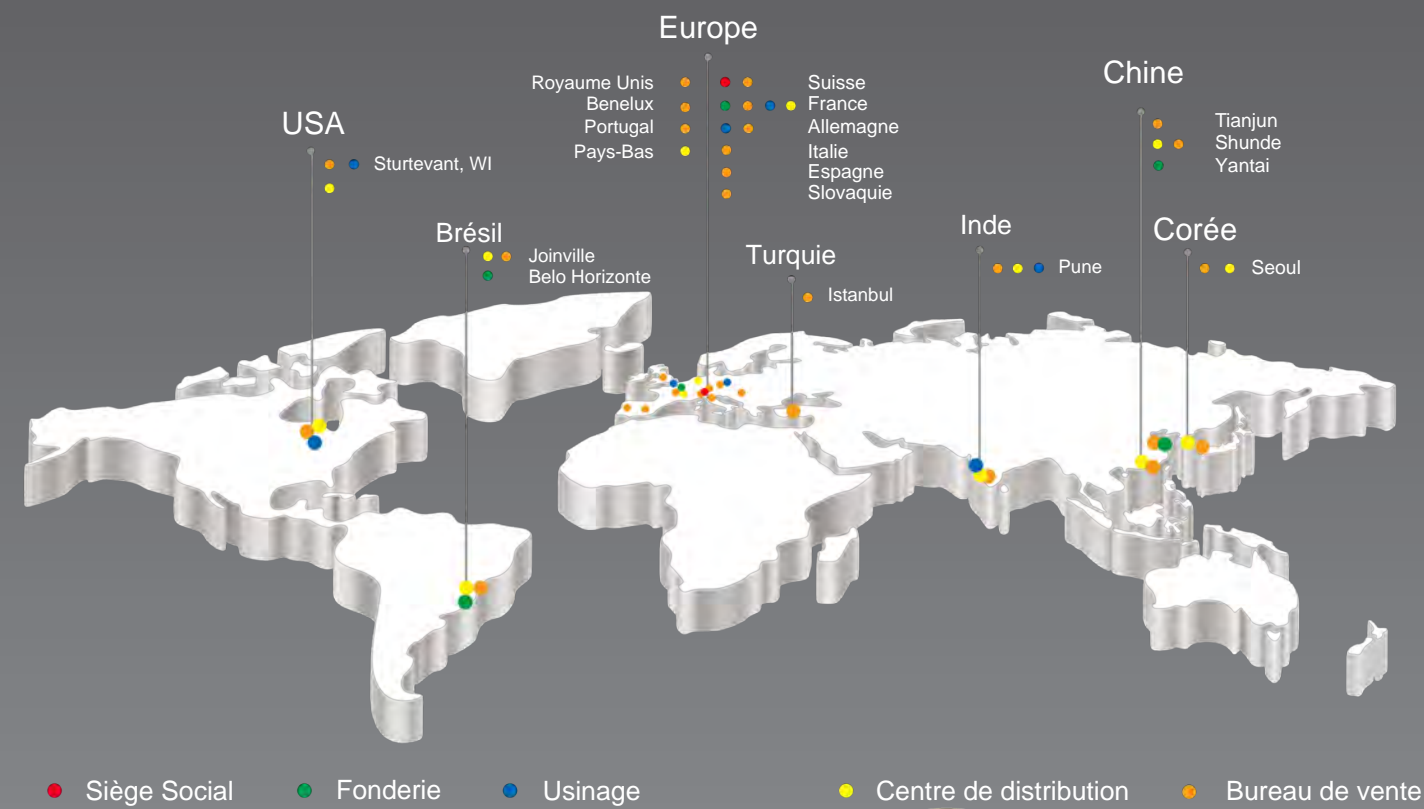 Europe
Royaume Unis
Benelux
Portugal
Pays-Bas
Suisse
France
Allemagne
Italie
Espagne
Slovaquie
Chine
Tianjun
Shunde
Yantai
USA
Sturtevant, WI
Brésil
Joinville
Belo Horizonte
Turquie
Istanbul
Inde
Pune
Corée
Seoul
Siège Social
Fonderie
Usinage
Centre de distribution
Bureau de vente